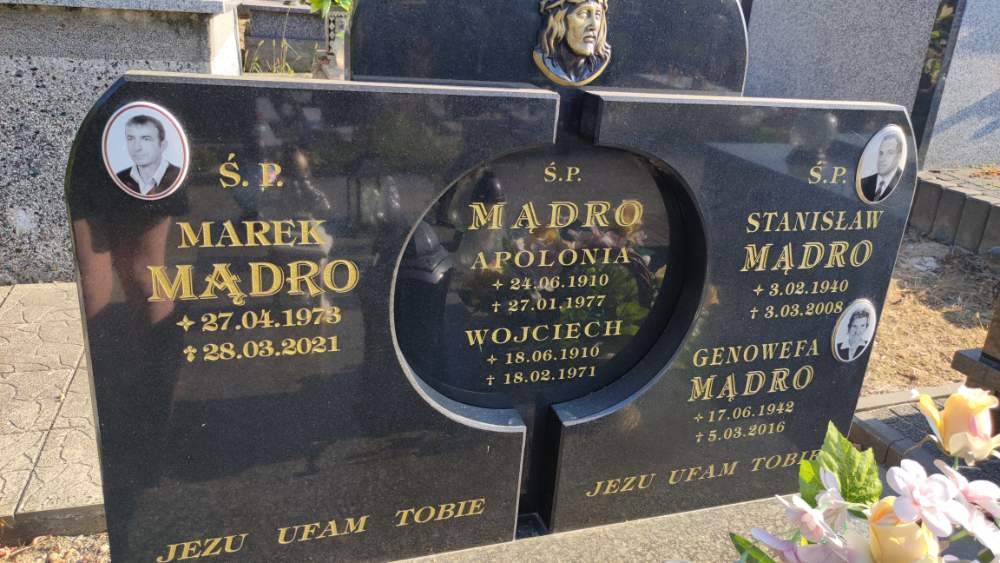 Ś. P.
MAREK
MĄDRO
✦ 27.04.1973
✝ 28.03.2021
JEZU UFAM TOBIE
Ś.P.
MĄDRO
APOLONIA
✦ 24.06.1910
✝ 27.01.1977
WOJCIECH
✦ 18.06.1910
✝ 18.02.1971
Ś.P.
STANISŁAW
MĄDRO
✦ 3.02.1940
✝ 3.03.2008
GENOWEFA
MĄDRO
✦ 17.06.1942
✝ 5.03.2016
JEZU UFAM TOBIE